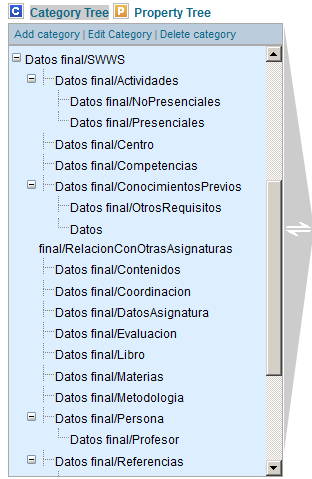 C Category Tree P Property Tree
Add category | Edit Category | Delete category
Datos final/SWWS
Datos final/Actividades
Datos final/NoPresenciales
Datos final/Presenciales
Datos final/Centro
Datos final/Competencias
Datos final/ConocimientosPrevios
Datos final/OtrosRequisitos
Datos
final/RelacionConOtrasAsignaturas
Datos final/Contenidos
Datos final/Coordinacion
Datos final/DatosAsignatura
Datos final/Evaluacion
Datos final/Libro
Datos final/Materias
Datos final/Metodologia
Datos final/Persona
Datos final/Profesor
Datos final/Referencias